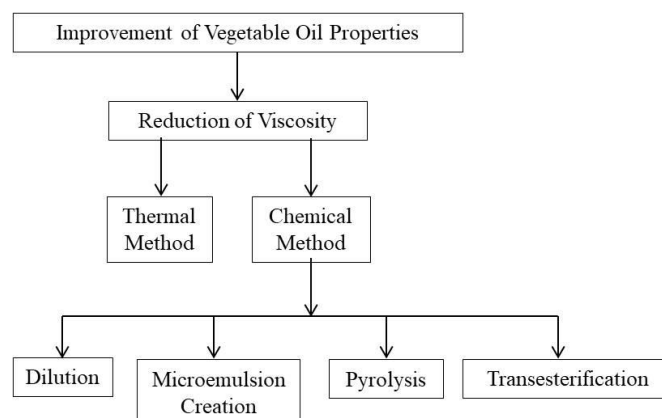 Improvement of Vegetable Oil Properties
Reduction of Viscosity
Thermal
Method
Chemical
Method
Dilution
Microemulsion
Creation
Pyrolysis
Transesterification